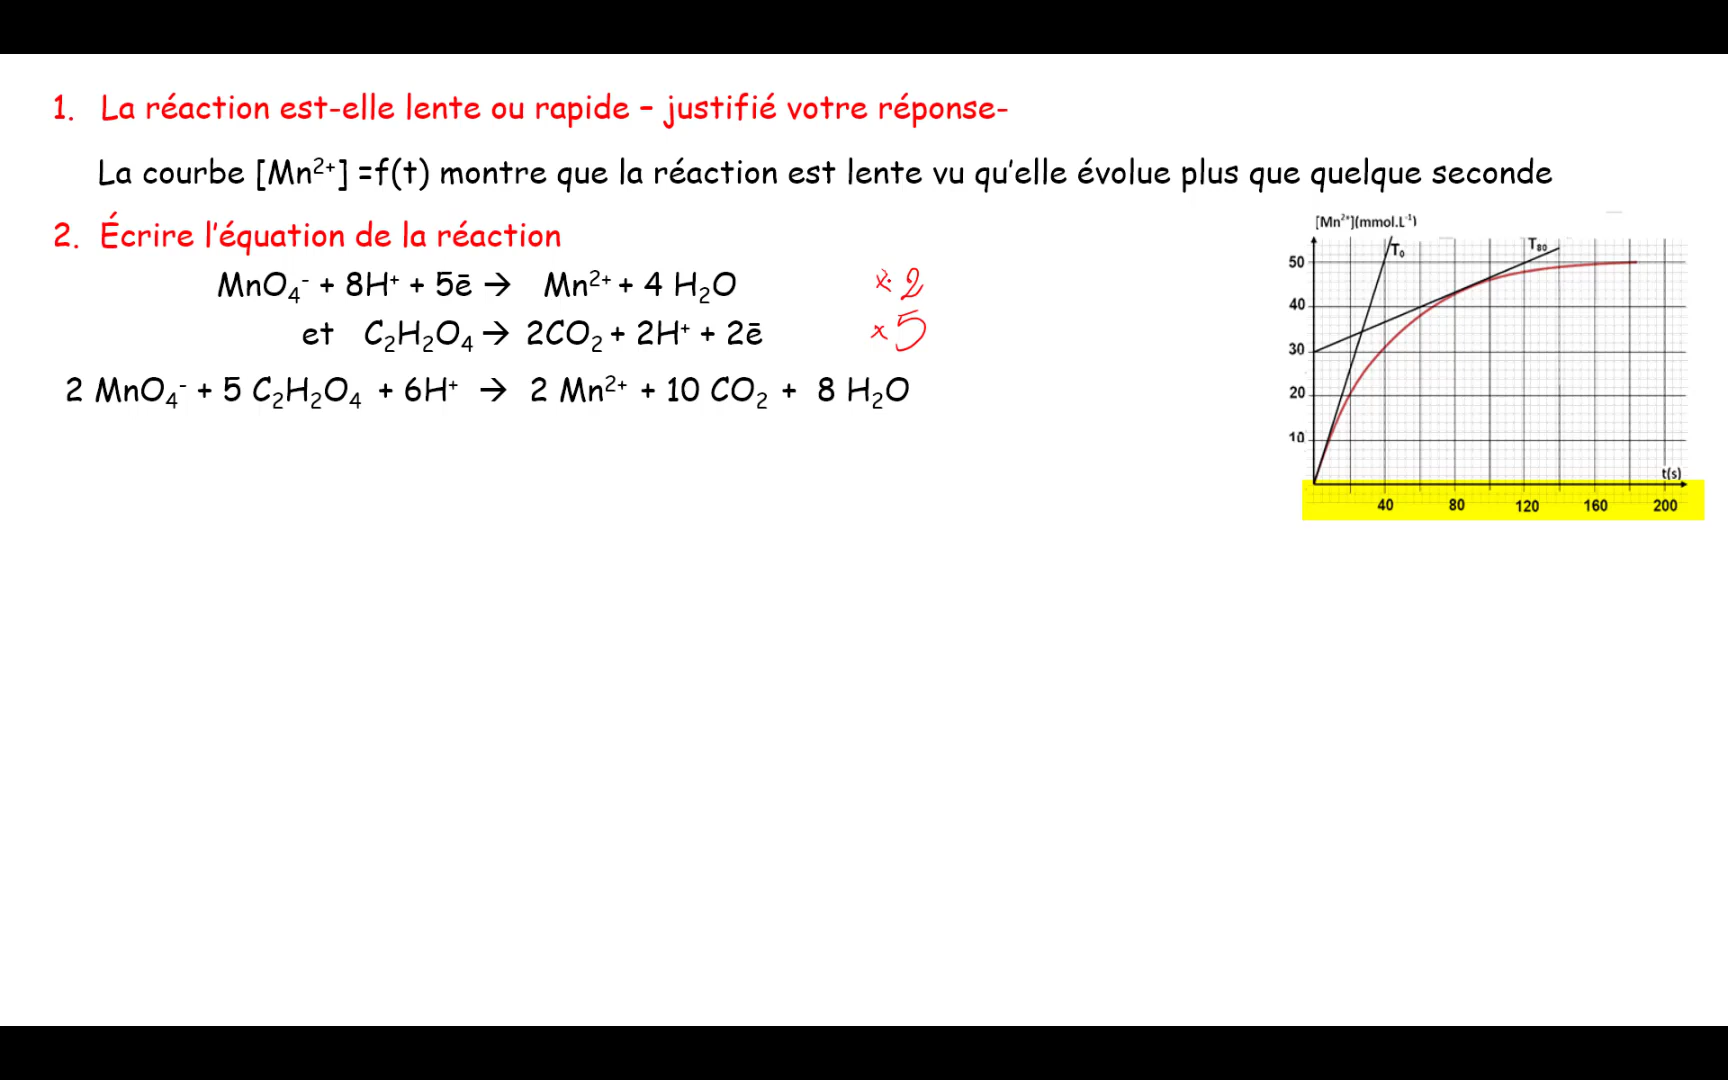 1. La réaction est-elle lente ou rapide – justifié votre réponse-
La courbe [Mn²⁺] =f(t) montre que la réaction est lente vu qu'elle évolue plus que quelque seconde
2. Écrire l'équation de la réaction
MnO₄⁻ + 8H⁺ + 5ē → Mn²⁺ + 4 H₂O x 2
et C₂H₂O₄ → 2CO₂ + 2H⁺ + 2ē x 5
2 MnO₄⁻ + 5 C₂H₂O₄ + 6H⁺ → 2 Mn²⁺ + 10 CO₂ + 8 H₂O
[Mn²⁺](mmol.L⁻¹)
T₀
T₈₀
50
40
30
20
10
t(s)
40 80 120 160 200